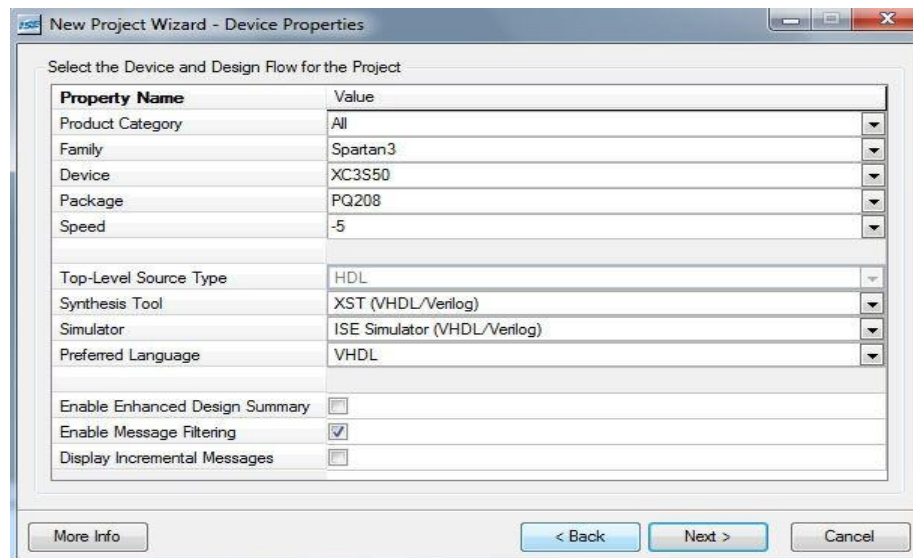 ISE New Project Wizard - Device Properties
Select the Device and Design Flow for the Project
Property Name Value
Product Category All
Family Spartan3
Device XC3S50
Package PQ208
Speed -5
Top-Level Source Type HDL
Synthesis Tool XST (VHDL/Verilog)
Simulator ISE Simulator (VHDL/Verilog)
Preferred Language VHDL
Enable Enhanced Design Summary
Enable Message Filtering
Display Incremental Messages
More Info < Back Next > Cancel